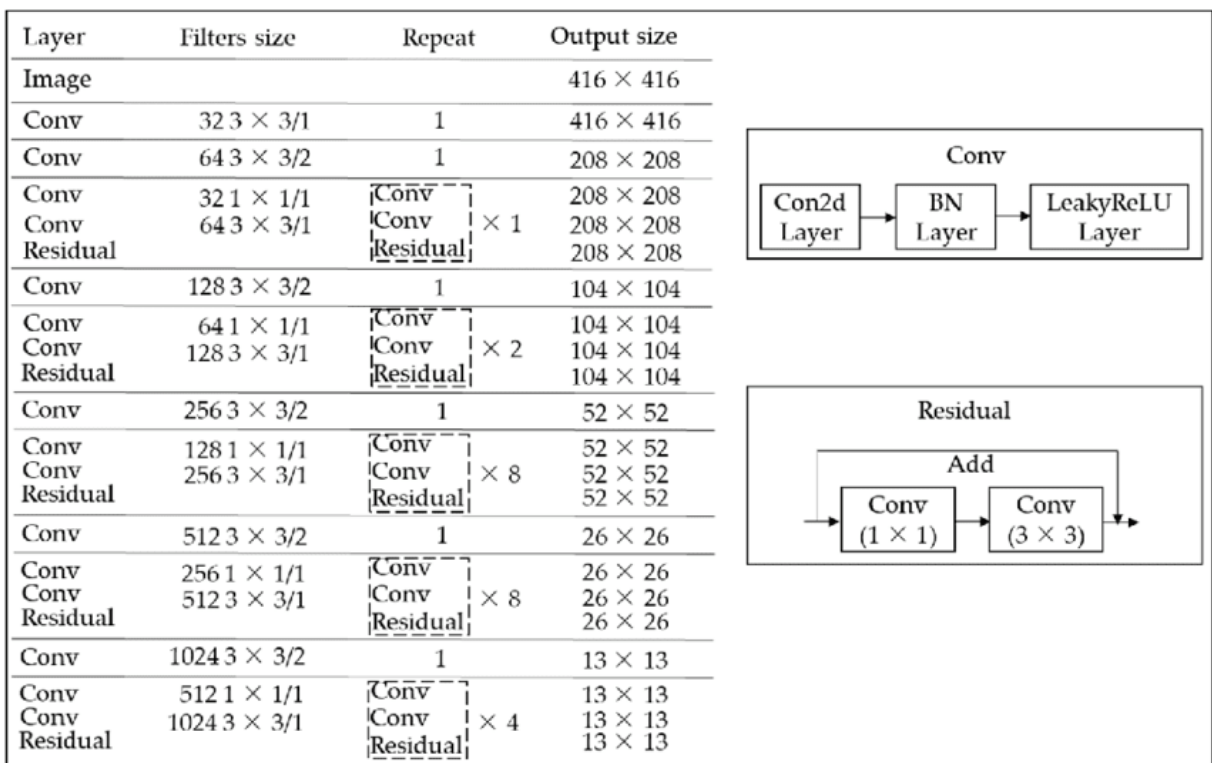 Layer Filters size Repeat Output size
Image 416 × 416
Conv 32 3 × 3/1 1 416 × 416
Conv 64 3 × 3/2 1 208 × 208
Conv 32 1 × 1/1 Conv 208 × 208
Conv 64 3 × 3/1 Conv × 1 208 × 208
Residual Residual 208 × 208
Conv 128 3 × 3/2 1 104 × 104
Conv 64 1 × 1/1 Conv 104 × 104
Conv 128 3 × 3/1 Conv × 2 104 × 104
Residual Residual 104 × 104
Conv 256 3 × 3/2 1 52 × 52
Conv 128 1 × 1/1 Conv 52 × 52
Conv 256 3 × 3/1 Conv × 8 52 × 52
Residual Residual 52 × 52
Conv 512 3 × 3/2 1 26 × 26
Conv 256 1 × 1/1 Conv 26 × 26
Conv 512 3 × 3/1 Conv × 8 26 × 26
Residual Residual 26 × 26
Conv 1024 3 × 3/2 1 13 × 13
Conv 512 1 × 1/1 Conv 13 × 13
Conv 1024 3 × 3/1 Conv × 4 13 × 13
Residual Residual 13 × 13
Conv
Con2d BN LeakyReLU
Layer Layer Layer
Residual
Add
Conv Conv
(1 × 1) (3 × 3)